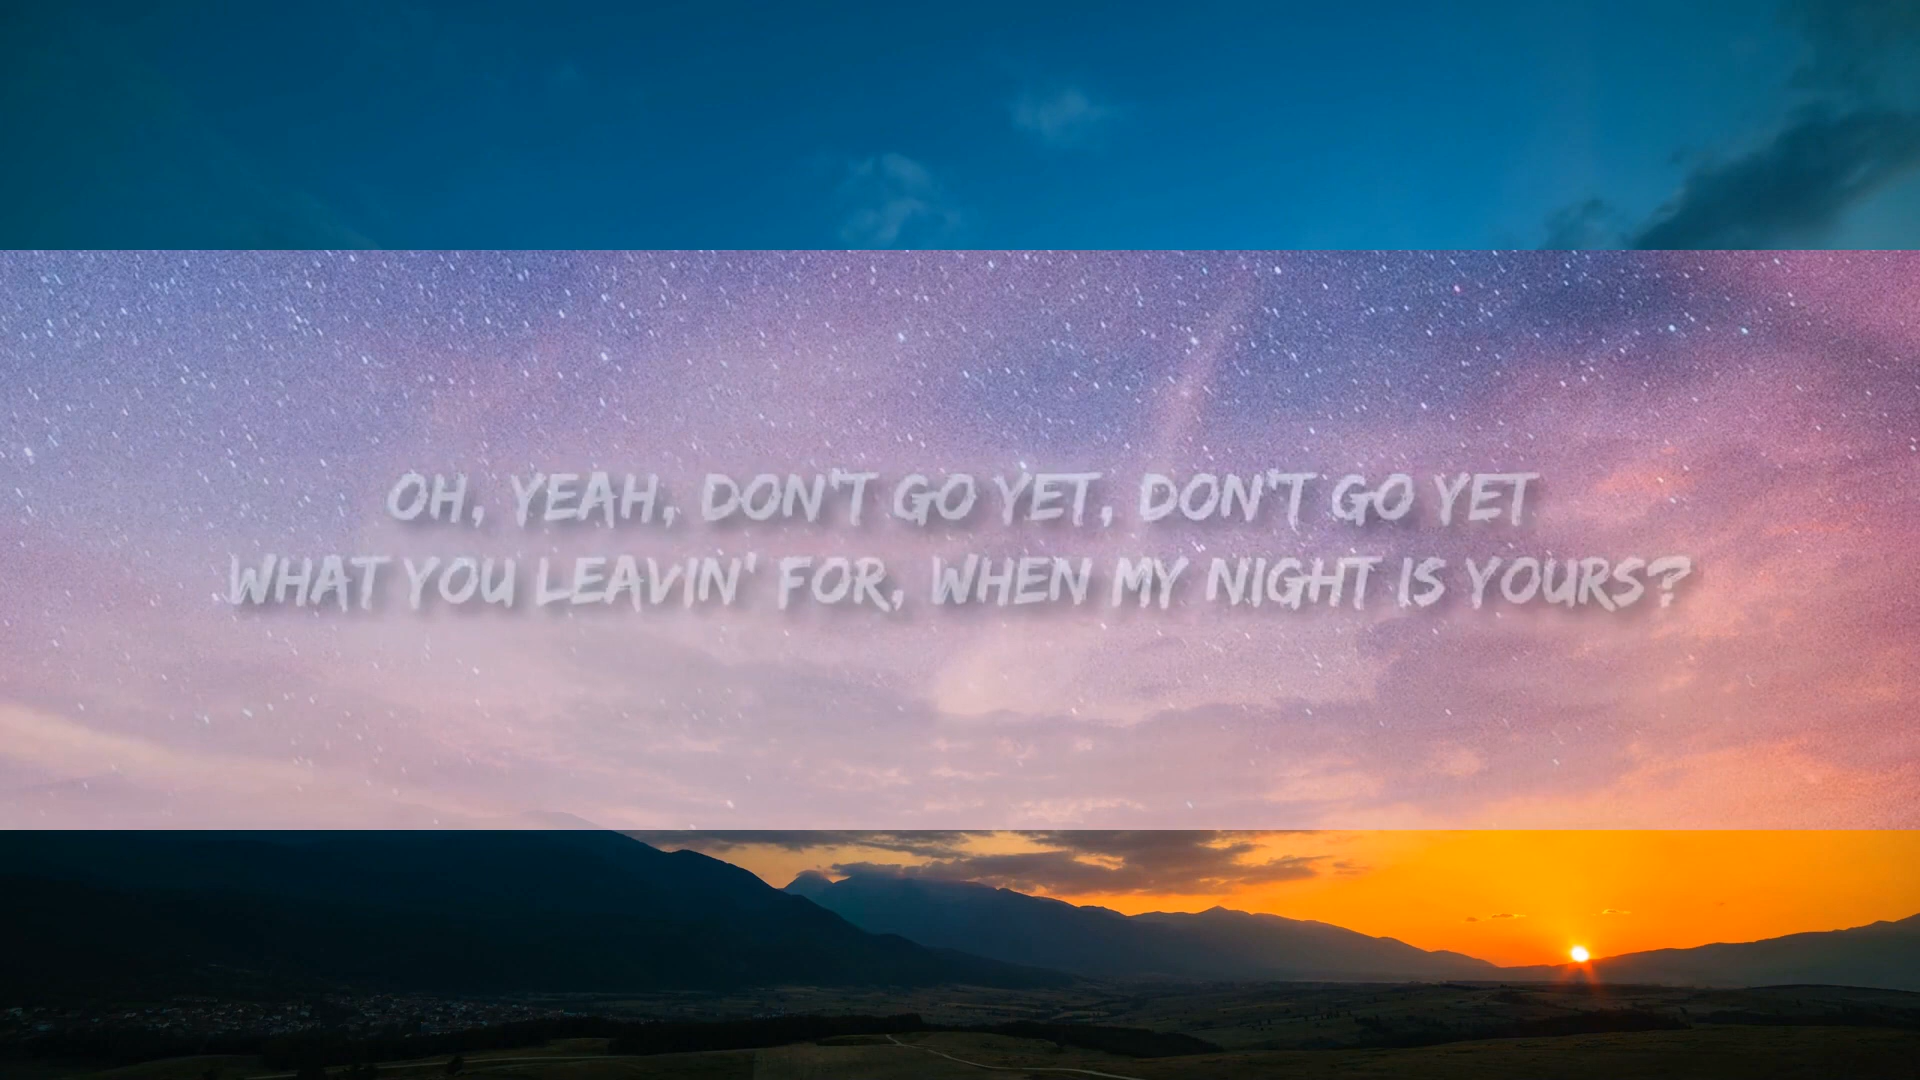 OH, YEAH, DON'T GO YET, DON'T GO YET
WHAT YOU LEAVIN' FOR, WHEN MY NIGHT IS YOURS?